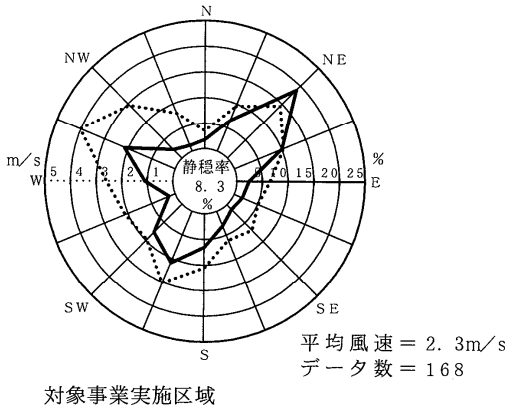 N
NW
NE
m/s
%
W
5 4 3 2 1
静穏率
8.3
%
5 10 15 20 25
E
SW
SE
S
平均風速＝2.3m/s
データ数＝168
対象事業実施区域